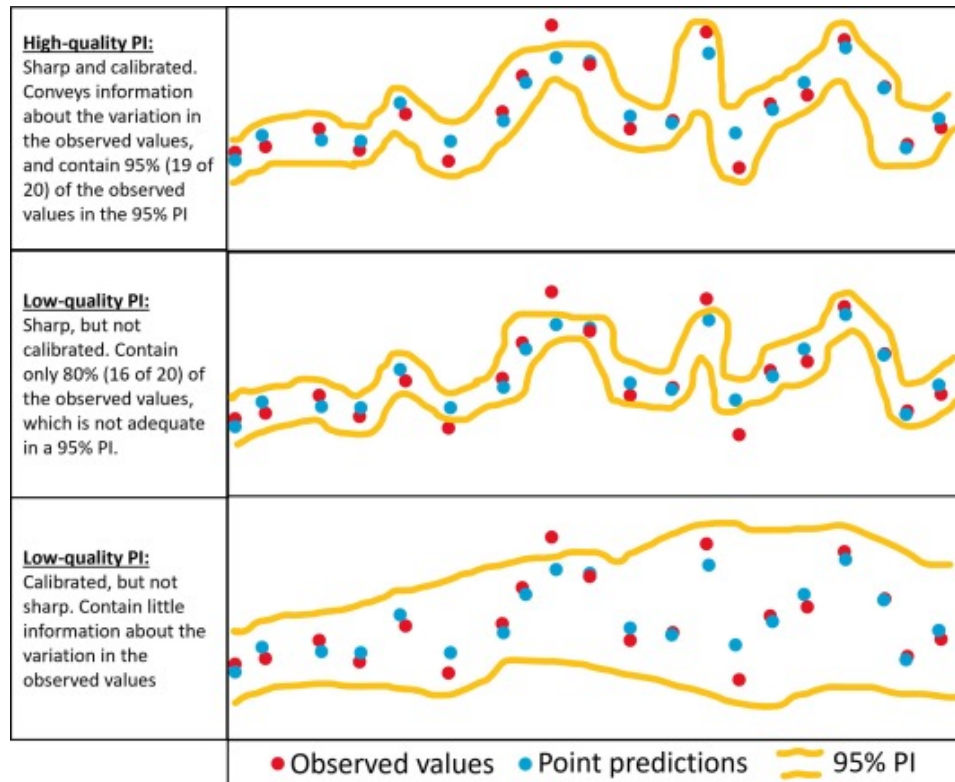 High-quality PI:
Sharp and calibrated.
Conveys information
about the variation in
the observed values,
and contain 95% (19 of
20) of the observed
values in the 95% PI
Low-quality PI:
Sharp, but not
calibrated. Contain
only 80% (16 of 20) of
the observed values,
which is not adequate
in a 95% PI.
Low-quality PI:
Calibrated, but not
sharp. Contain little
information about the
variation in the
observed values
Observed values Point predictions 95% PI